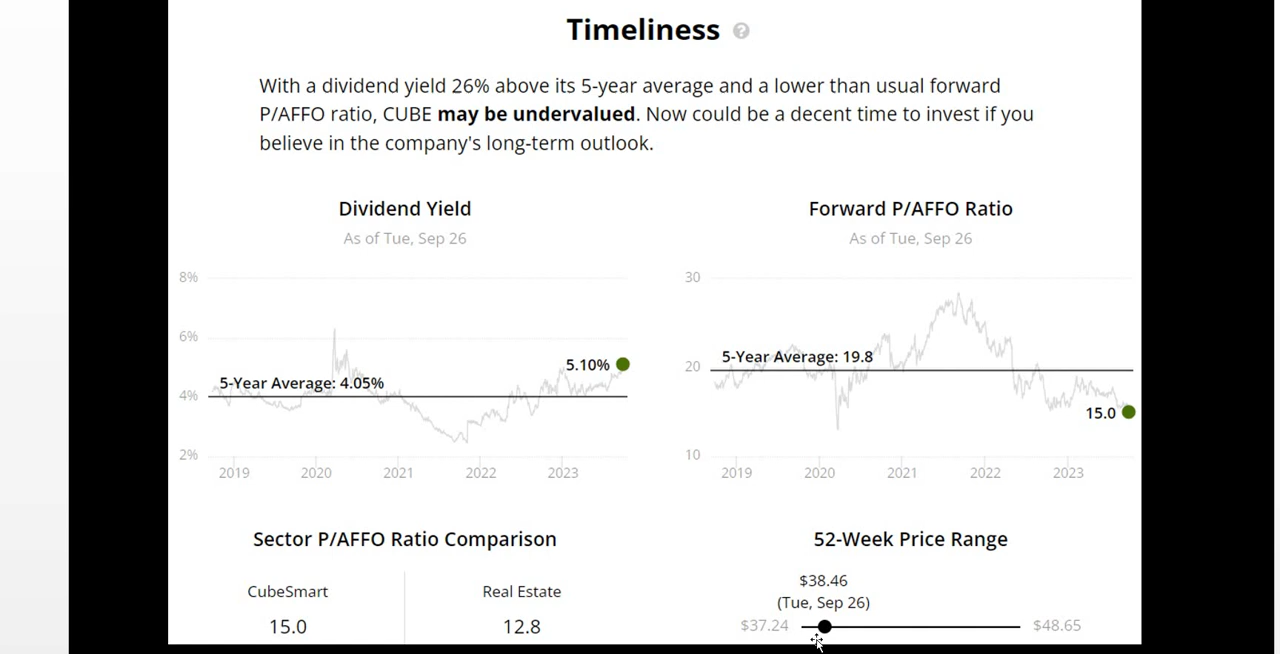 Timeliness ?
With a dividend yield 26% above its 5-year average and a lower than usual forward
P/AFFO ratio, CUBE may be undervalued. Now could be a decent time to invest if you
believe in the company's long-term outlook.
Dividend Yield
As of Tue, Sep 26
8%
6%
4%
2%
5-Year Average: 4.05%
5.10%
2019 2020 2021 2022 2023
Forward P/AFFO Ratio
As of Tue, Sep 26
30
20
10
5-Year Average: 19.8
15.0
2019 2020 2021 2022 2023
Sector P/AFFO Ratio Comparison
CubeSmart
15.0
Real Estate
12.8
52-Week Price Range
$38.46
(Tue, Sep 26)
$37.24 $48.65